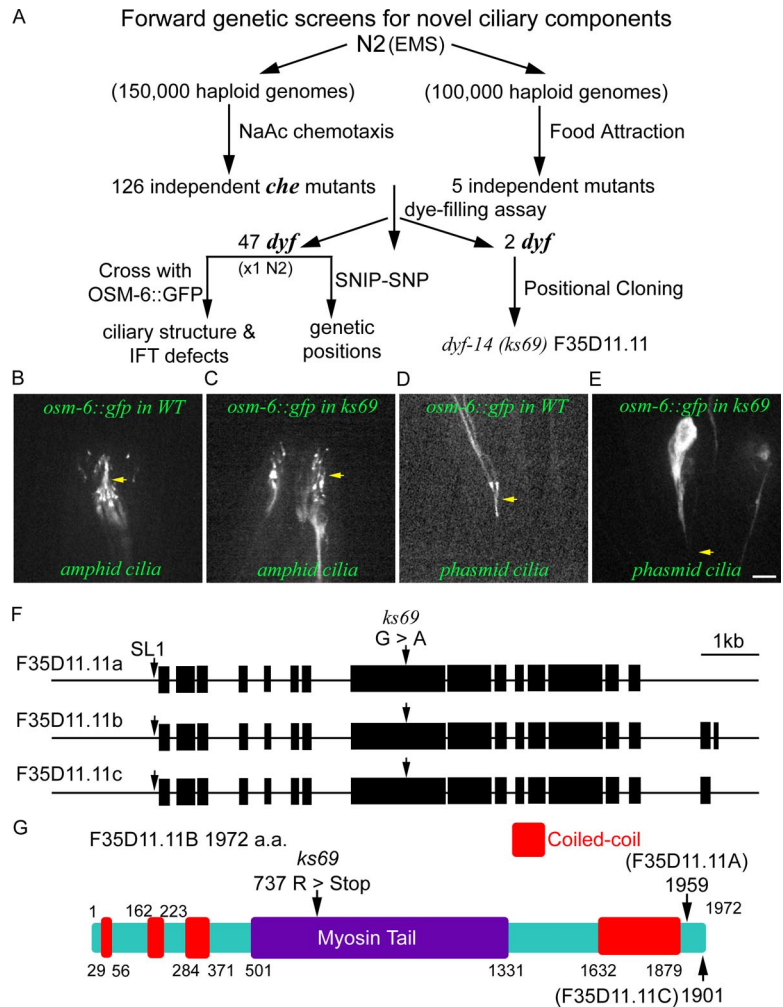 A
Forward genetic screens for novel ciliary components
N2 (EMS)
(150,000 haploid genomes)
(100,000 haploid genomes)
NaAc chemotaxis
Food Attraction
126 independent che mutants
5 independent mutants
dye-filling assay
47 dyf
2 dyf
(x1 N2)
Cross with
OSM-6::GFP
SNIP-SNP
Positional Cloning
ciliary structure &
IFT defects
genetic
positions
dyf-14 (ks69) F35D11.11
B
C
D
E
osm-6::gfp in WT
osm-6::gfp in ks69
osm-6::gfp in WT
osm-6::gfp in ks69
amphid cilia
amphid cilia
phasmid cilia
phasmid cilia
F
ks69
G > A
1kb
SL1
F35D11.11a
F35D11.11b
F35D11.11c
G
F35D11.11B 1972 a.a.
Coiled-coil
ks69
737 R > Stop
(F35D11.11A)
1959
1
162
223
1972
Myosin Tail
29
56
284
371
501
1331
1632
1879
(F35D11.11C) 1901